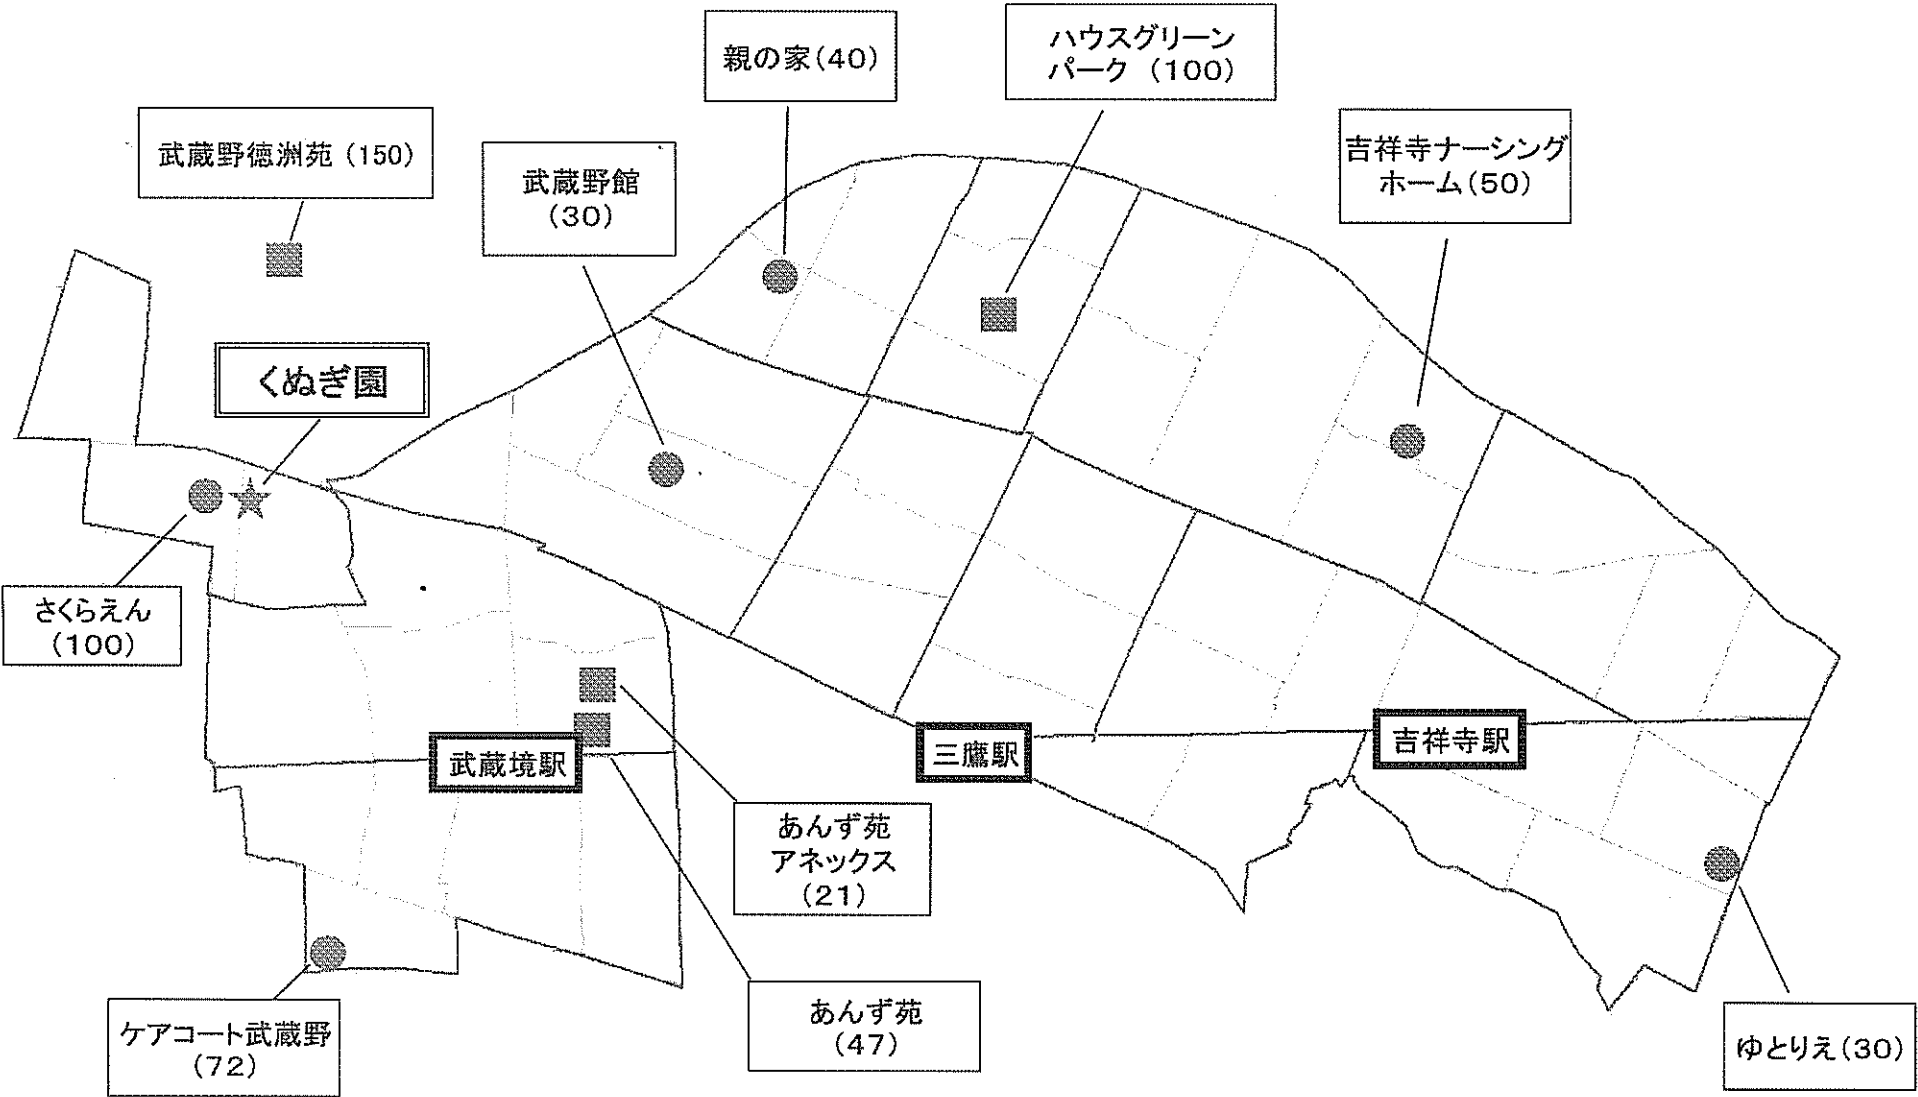 親の家(40)
ハウスグリーン
パーク (100)
武蔵野徳洲苑 (150)
武蔵野館
(30)
吉祥寺ナーシング
ホーム(50)
くぬぎ園
さくらえん
(100)
武蔵境駅
三鷹駅
吉祥寺駅
あんず苑
アネックス
(21)
あんず苑
(47)
ケアコート武蔵野
(72)
ゆとりえ(30)